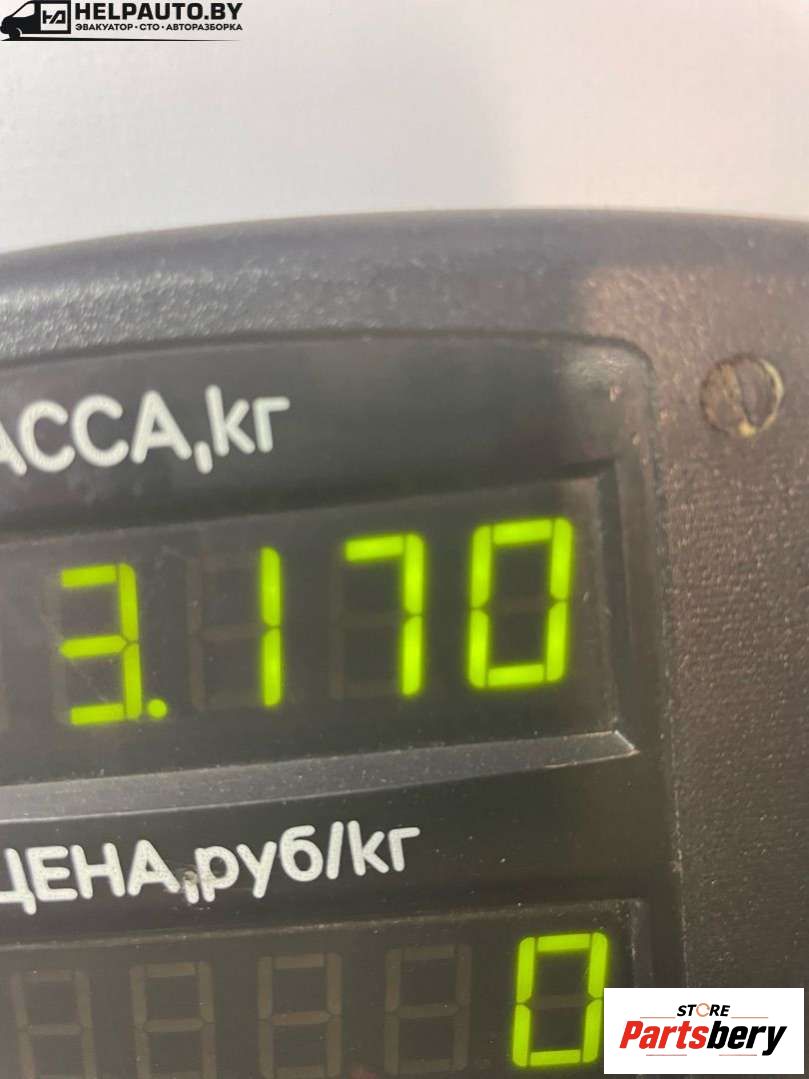 HELPAUTO.BY
ЭВАКУАТОР·СТО·АВТОРАЗБОРКА
АССА,кг
3.170
ЦЕНА,руб/кг
0
STORE
Partsbery